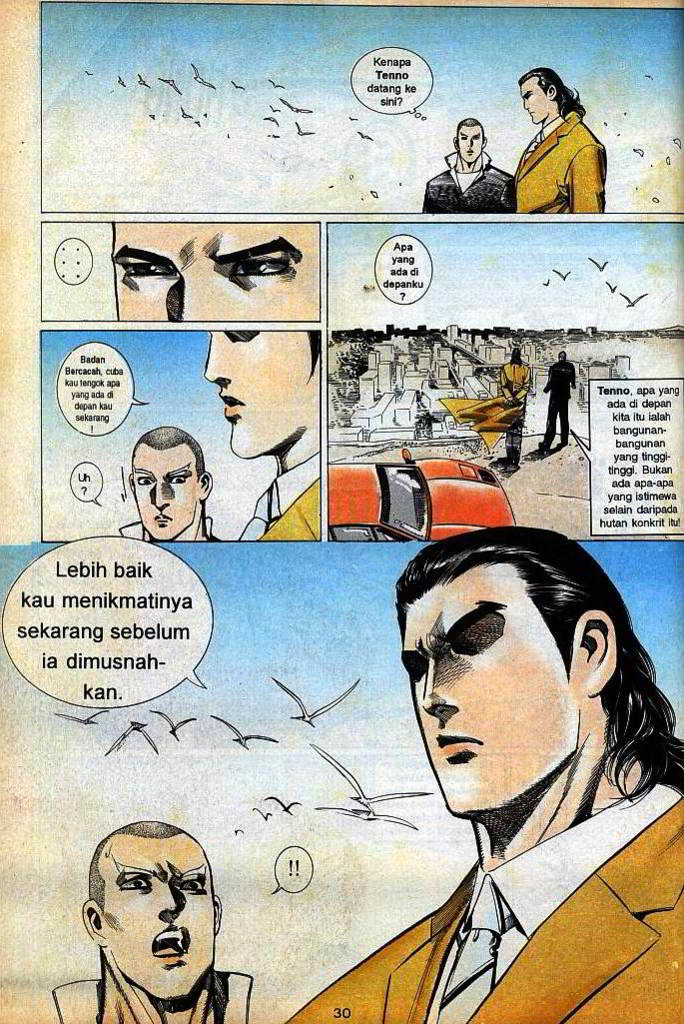 Kenapa
Tenno
datang ke
sini?
. .
. .
. .
Apa
yang
ada di
depanku
?
Badan
Bercacah, cuba
kau tengok apa
yang ada di
depan kau
sekarang
!
Uh
?
Tenno, apa yang
ada di depan
kita itu ialah
bangunan-
bangunan
yang tinggi-
tinggi. Bukan
apa-apa
yang istimewa
selain daripada
hutan konkrit itu!
Lebih baik
kau menikmatinya
sekarang sebelum
ia dimusnah-
kan.
!!
30